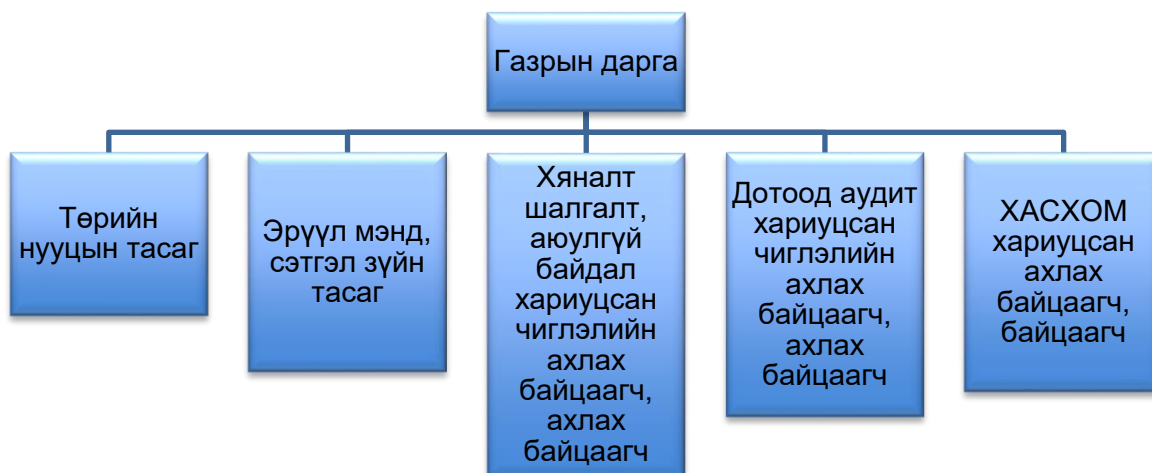 Газрын дарга
Төрийн
нууцын тасаг
Эрүүл мэнд,
сэтгэл зүйн
тасаг
Хяналт
шалгалт,
аюулгүй
байдал
хариуцсан
чиглэлийн
ахлах
байцаагч,
ахлах
байцаагч
Дотоод аудит
хариуцсан
чиглэлийн
ахлах
байцаагч,
ахлах
байцаагч
ХАСХОМ
хариуцсан
ахлах
байцаагч,
байцаагч